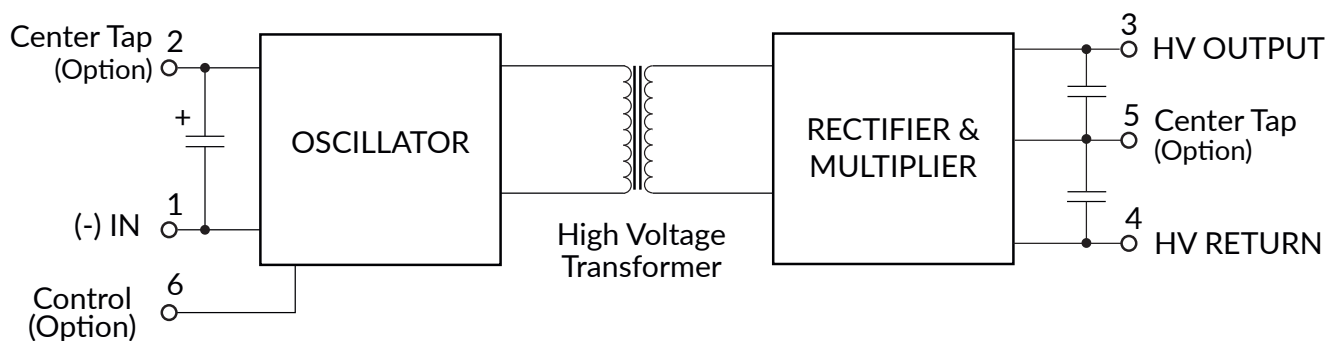 Center Tap
(Option)
2
+
(-) IN
1
Control
(Option)
6
OSCILLATOR
High Voltage
Transformer
RECTIFIER &
MULTIPLIER
3
HV OUTPUT
5
Center Tap
(Option)
4
HV RETURN